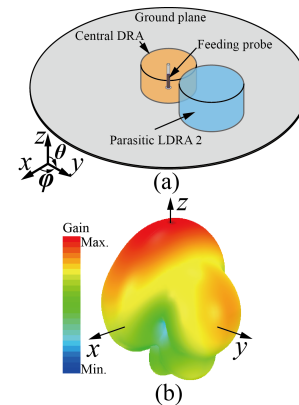 Ground plane
Central DRA
Feeding probe
Parasitic LDRA 2
z
θ
x
φ
y
(a)
z
Gain
Max.
x
y
Min.
(b)